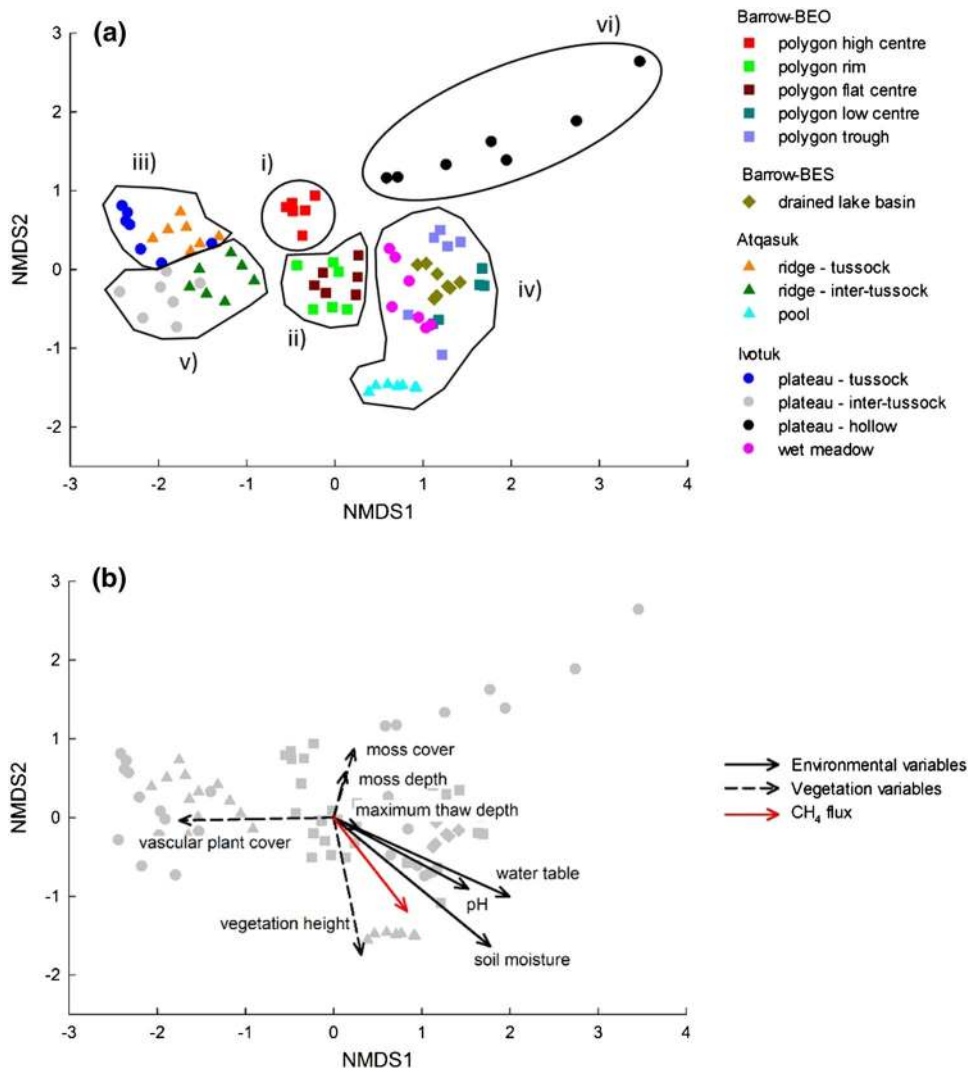 (a)
i)
ii)
iii)
iv)
v)
vi)
3
2
1
0
-1
-2
-3
-2
-1
0
1
2
3
4
NMDS2
NMDS1
Barrow-BEO
polygon high centre
polygon rim
polygon flat centre
polygon low centre
polygon trough
Barrow-BES
drained lake basin
Atqasuk
ridge - tussock
ridge - inter-tussock
pool
Ivotuk
plateau - tussock
plateau - inter-tussock
plateau - hollow
wet meadow
(b)
3
2
1
0
-1
-2
-3
-2
-1
0
1
2
3
4
NMDS2
NMDS1
moss cover
moss depth
maximum thaw depth
vascular plant cover
water table
pH
vegetation height
soil moisture
Environmental variables
Vegetation variables
CH4 flux